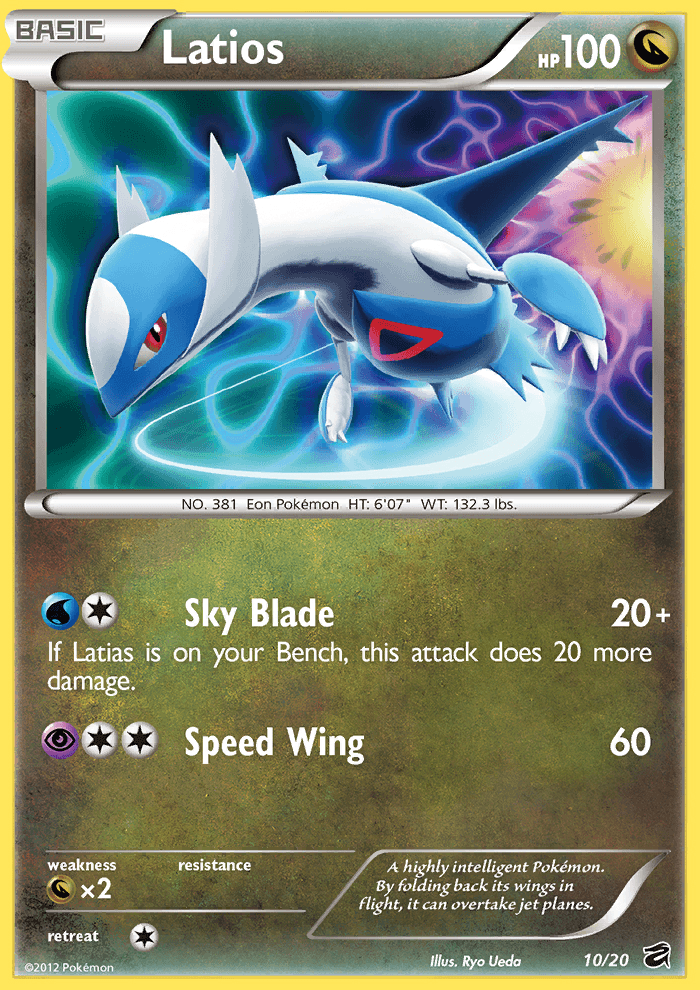 BASIC
Latios
HP100
NO. 381 Eon Pokémon HT: 6'07" WT: 132.3 lbs.
Sky Blade 20+
If Latias is on your Bench, this attack does 20 more
damage.
Speed Wing 60
weakness resistance
×2
A highly intelligent Pokémon.
By folding back its wings in
flight, it can overtake jet planes.
retreat
©2012 Pokémon
Illus. Ryo Ueda 10/20